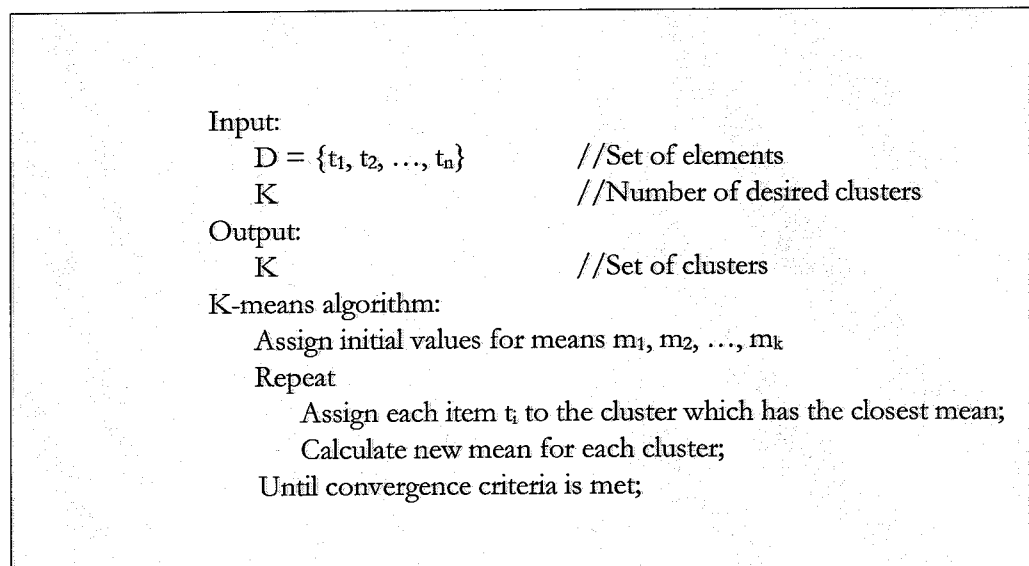 Input:
D = {t1, t2, ..., tn} //Set of elements
K //Number of desired clusters
Output:
K //Set of clusters
K-means algorithm:
Assign initial values for means m1, m2, ..., mk
Repeat
Assign each item ti to the cluster which has the closest mean;
Calculate new mean for each cluster;
Until convergence criteria is met;